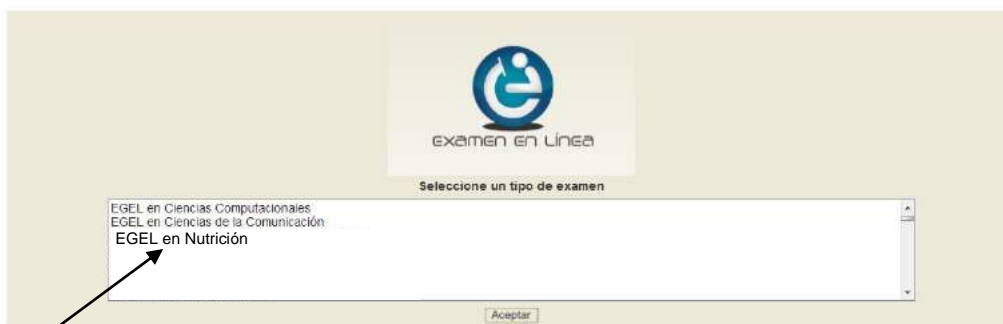 examen en Línea
Seleccione un tipo de examen
EGEL en Ciencias Computacionales
EGEL en Ciencias de la Comunicación
EGEL en Nutrición
Aceptar